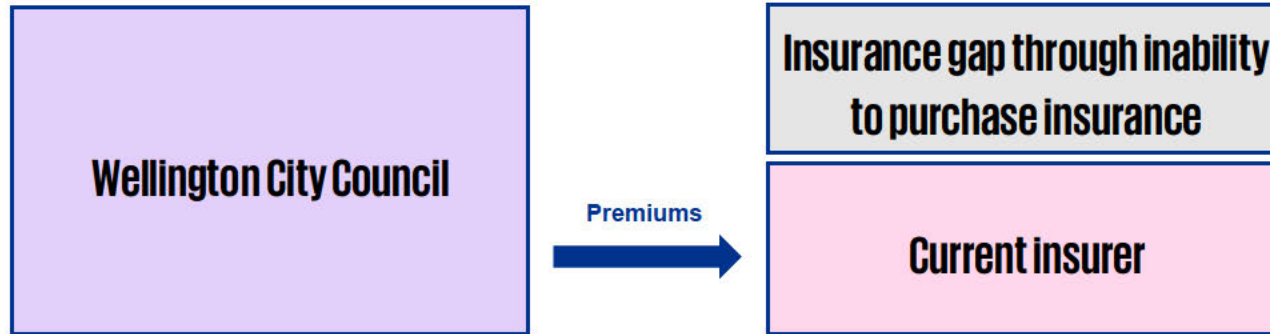 Wellington City Council
Premiums
Insurance gap through inability
to purchase insurance
Current insurer